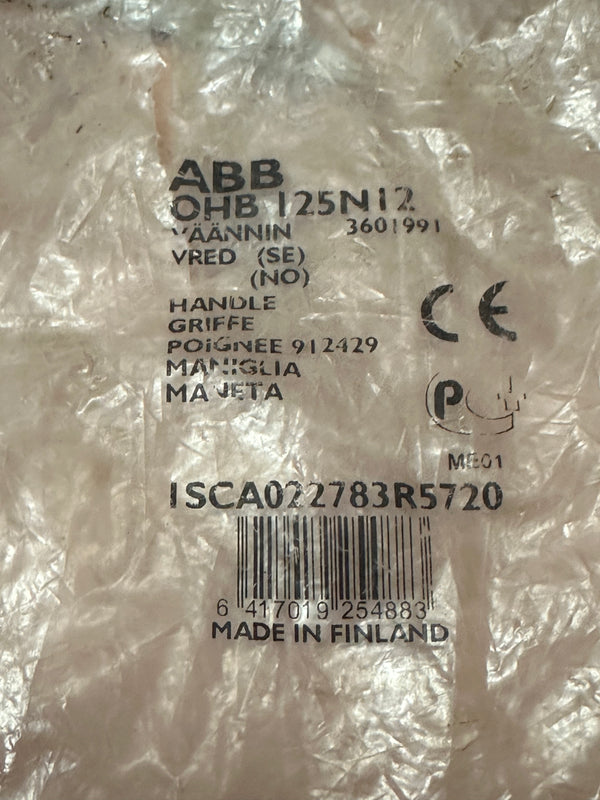 ABB
OHB 125N12
VÄÄNNIN 3601991
VRED (SE)
(NO)
HANDLE
GRIFFE
POIGNEE 912429
MANIGLIA
MANETA
CE
P
ME01
1SCA022783R5720
6 417019 254883
MADE IN FINLAND